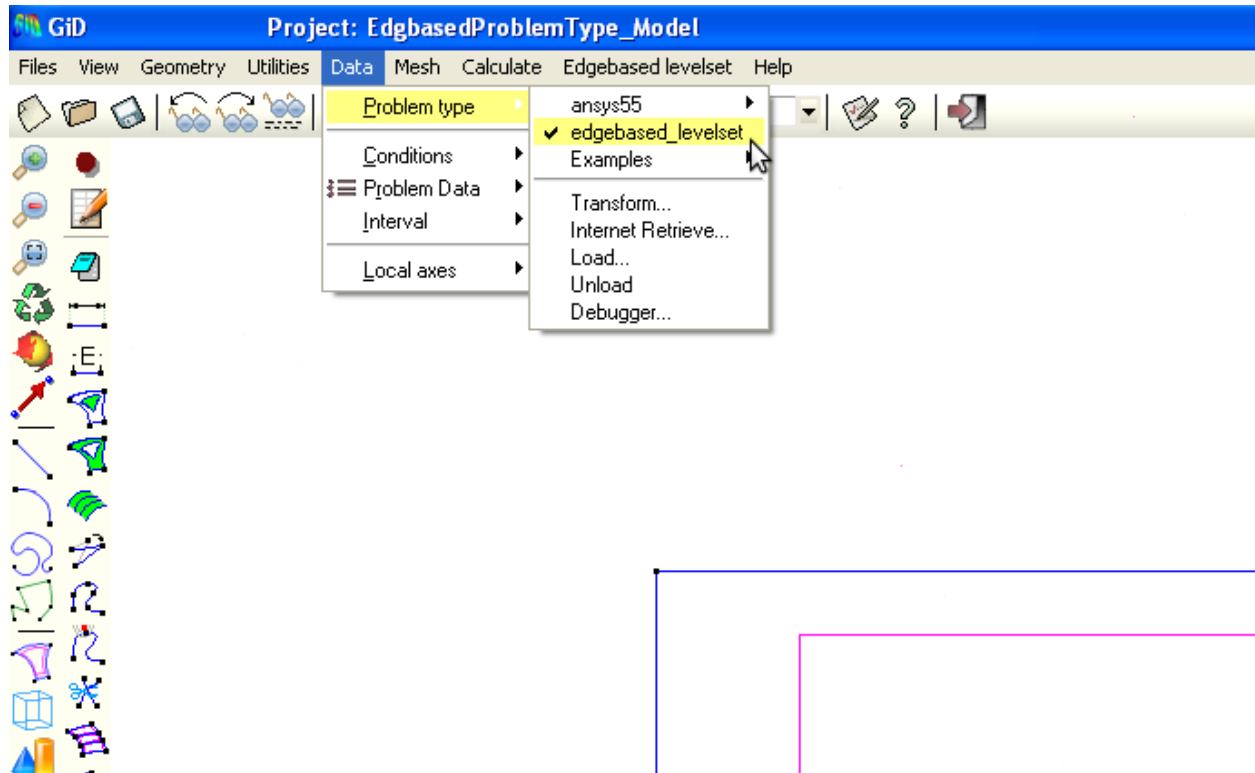 GiD Project: EdgbasedProblemType_Model
Files View Geometry Utilities Data Mesh Calculate Edgebased levelset Help
Problem type
Conditions
Problem Data
Interval
Local axes
ansys55
edgebased_levelset
Examples
Transform...
Internet Retrieve...
Load...
Unload
Debugger...
E